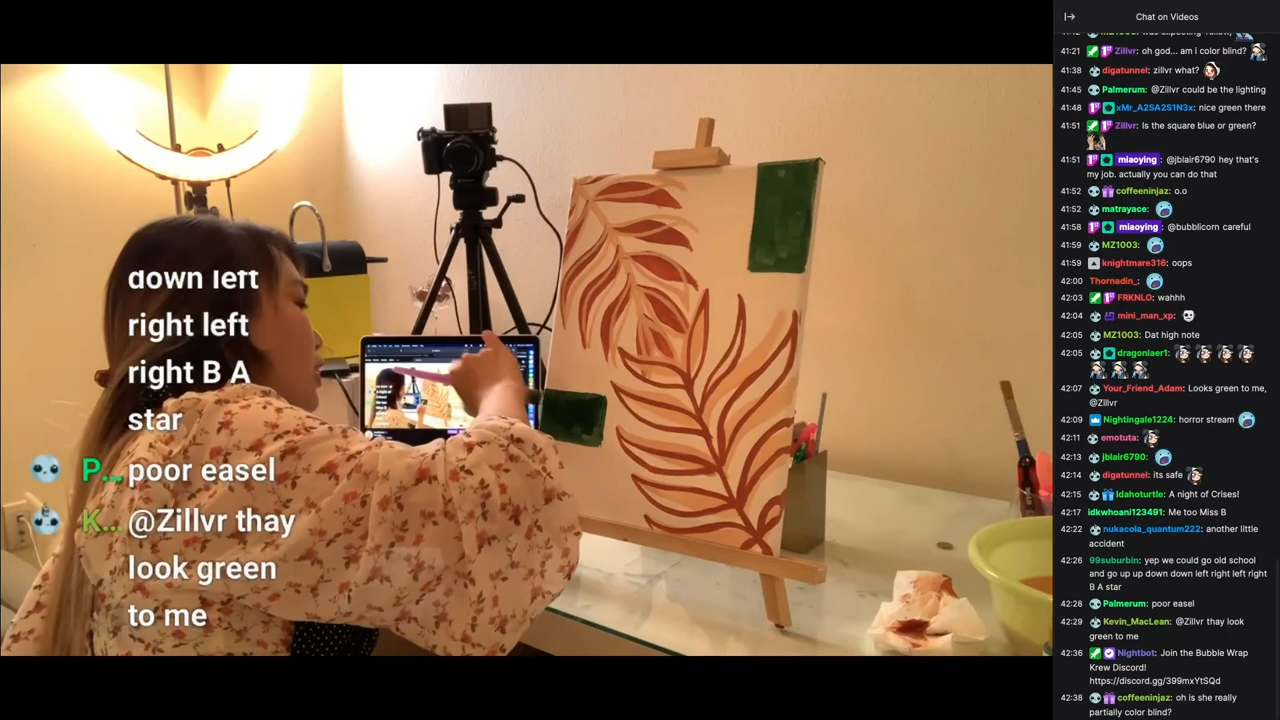 down left
right left
right B A
star
P... poor easel
K... @Zillvr thay
look green
to me
Chat on Videos
41:21 Zillvr: oh god... am i color blind?
41:38 digatunnel: zillvr what?
41:45 Palmerum: @Zillvr could be the lighting
41:48 xMr_A2SA2S1N3x: nice green there
41:51 Zillvr: Is the square blue or green?
41:51 miaoying : @jblair6790 hey that's
my job. actually you can do that
41:52 coffeeninjaz: o.o
41:52 matrayace:
41:58 miaoying : @bubblicorn careful
41:59 MZ1003:
41:59 knightmare316: oops
42:00 Thornadin_:
42:03 FRKNLO: wahhh
42:04 mini_man_xp:
42:05 MZ1003: Dat high note
42:05 dragonlaer1:
42:07 Your_Friend_Adam: Looks green to me,
@Zillvr
42:09 Nightingale1224: horror stream
42:11 emotuta:
42:13 jblair6790:
42:14 digatunnel: its safe
42:15 Idahoturtle: A night of Crises!
42:17 idkwhoani123491: Me too Miss B
42:22 nukacola_quantum222: another little
accident
42:26 99suburbin: yep we could go old school
and go up up down down left right left right
B A star
42:28 Palmerum: poor easel
42:29 Kevin_MacLean: @Zillvr thay look
green to me
42:36 Nightbot: Join the Bubble Wrap
Krew Discord!
https://discord.gg/399mxYtSQd
42:38 coffeeninjaz: oh is she really
partially color blind?